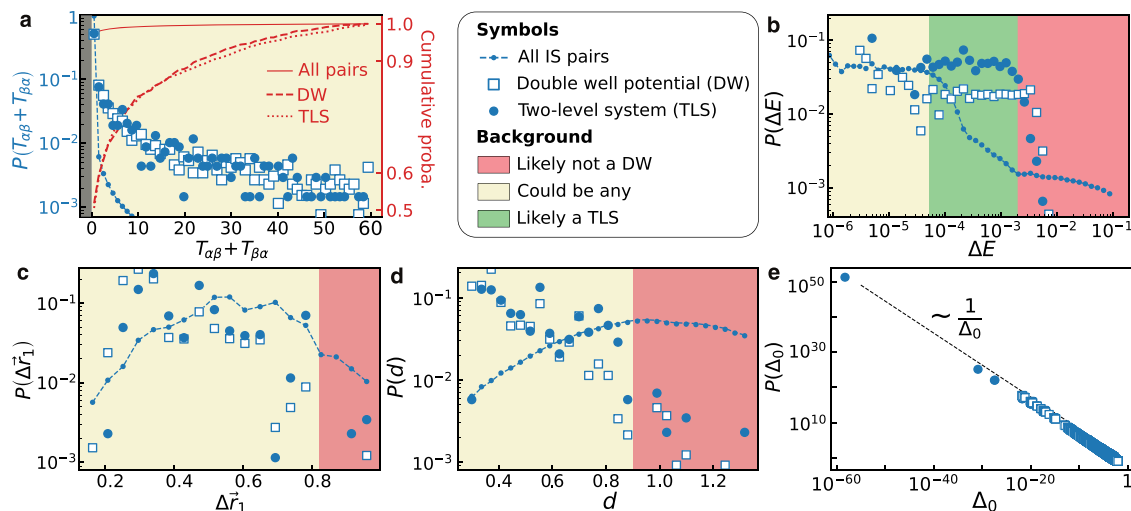 a
P(Tαβ + Tβα)
1
10⁻¹
10⁻²
10⁻³
0 10 20 30 40 50 60
Tαβ + Tβα
All pairs
DW
TLS
1.0
0.9
0.6
0.5
Cumulative proba.
Symbols
All IS pairs
Double well potential (DW)
Two-level system (TLS)
Background
Likely not a DW
Could be any
Likely a TLS
b
P(ΔE)
10⁻¹
10⁻²
10⁻³
10⁻⁶ 10⁻⁵ 10⁻⁴ 10⁻³ 10⁻² 10⁻¹
ΔE
c
P(Δr⃗₁)
10⁻¹
10⁻²
10⁻³
0.2 0.4 0.6 0.8
Δr⃗₁
d
P(d)
10⁻¹
10⁻²
10⁻³
0.4 0.6 0.8 1.0 1.2
d
e
P(Δ₀)
10⁵⁰
10³⁰
10¹⁰
~ 1/Δ₀
10⁻⁶⁰ 10⁻⁴⁰ 10⁻²⁰ 1
Δ₀